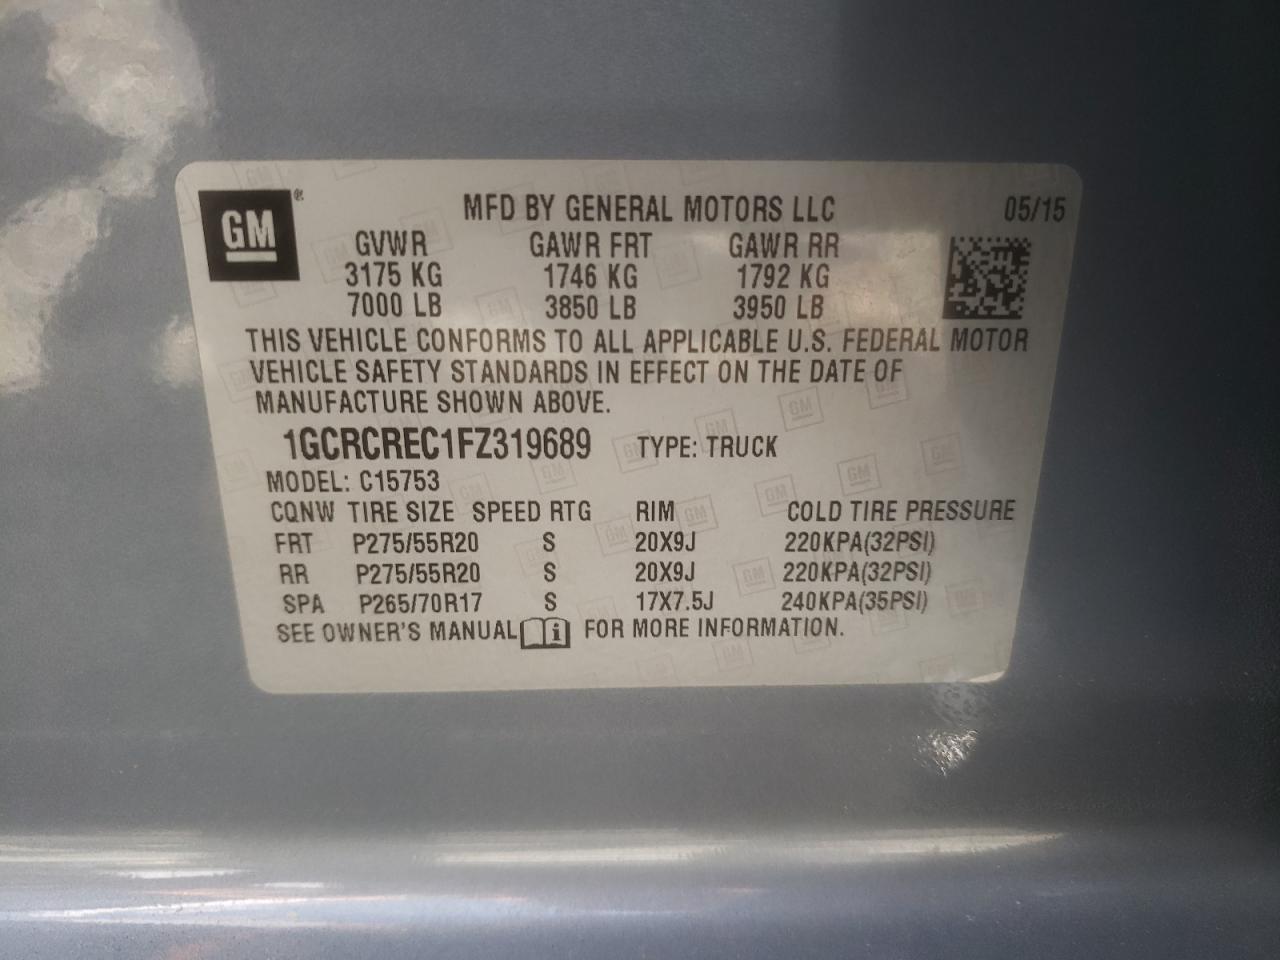 GM ®
MFD BY GENERAL MOTORS LLC 05/15
GVWR GAWR FRT GAWR RR
3175 KG 1746 KG 1792 KG
7000 LB 3850 LB 3950 LB
THIS VEHICLE CONFORMS TO ALL APPLICABLE U.S. FEDERAL MOTOR
VEHICLE SAFETY STANDARDS IN EFFECT ON THE DATE OF
MANUFACTURE SHOWN ABOVE.
1GCRCREC1FZ319689 TYPE: TRUCK
MODEL: C15753
CQNW TIRE SIZE SPEED RTG RIM COLD TIRE PRESSURE
FRT P275/55R20 S 20X9J 220KPA(32PSI)
RR P275/55R20 S 20X9J 220KPA(32PSI)
SPA P265/70R17 S 17X7.5J 240KPA(35PSI)
SEE OWNER'S MANUAL i FOR MORE INFORMATION.